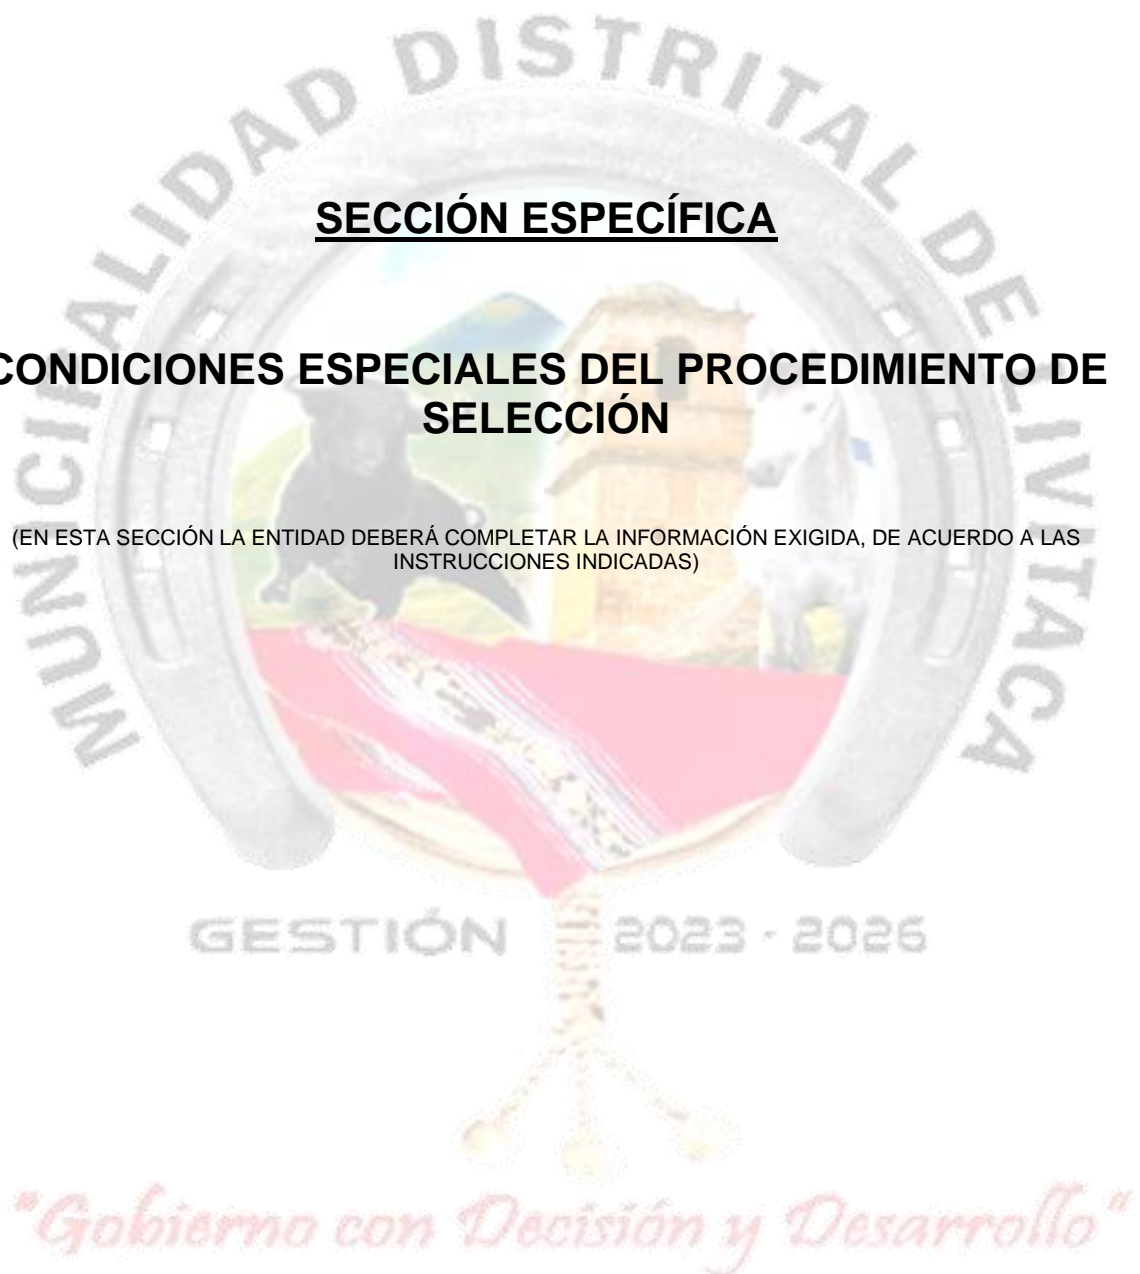 MUNICIPALIDAD DISTRITAL DE LIVITACA
SECCIÓN ESPECÍFICA
CONDICIONES ESPECIALES DEL PROCEDIMIENTO DE
SELECCIÓN
(EN ESTA SECCIÓN LA ENTIDAD DEBERÁ COMPLETAR LA INFORMACIÓN EXIGIDA, DE ACUERDO A LAS
INSTRUCCIONES INDICADAS)
GESTIÓN 2023 - 2026
"Gobierno con Decisión y Desarrollo"